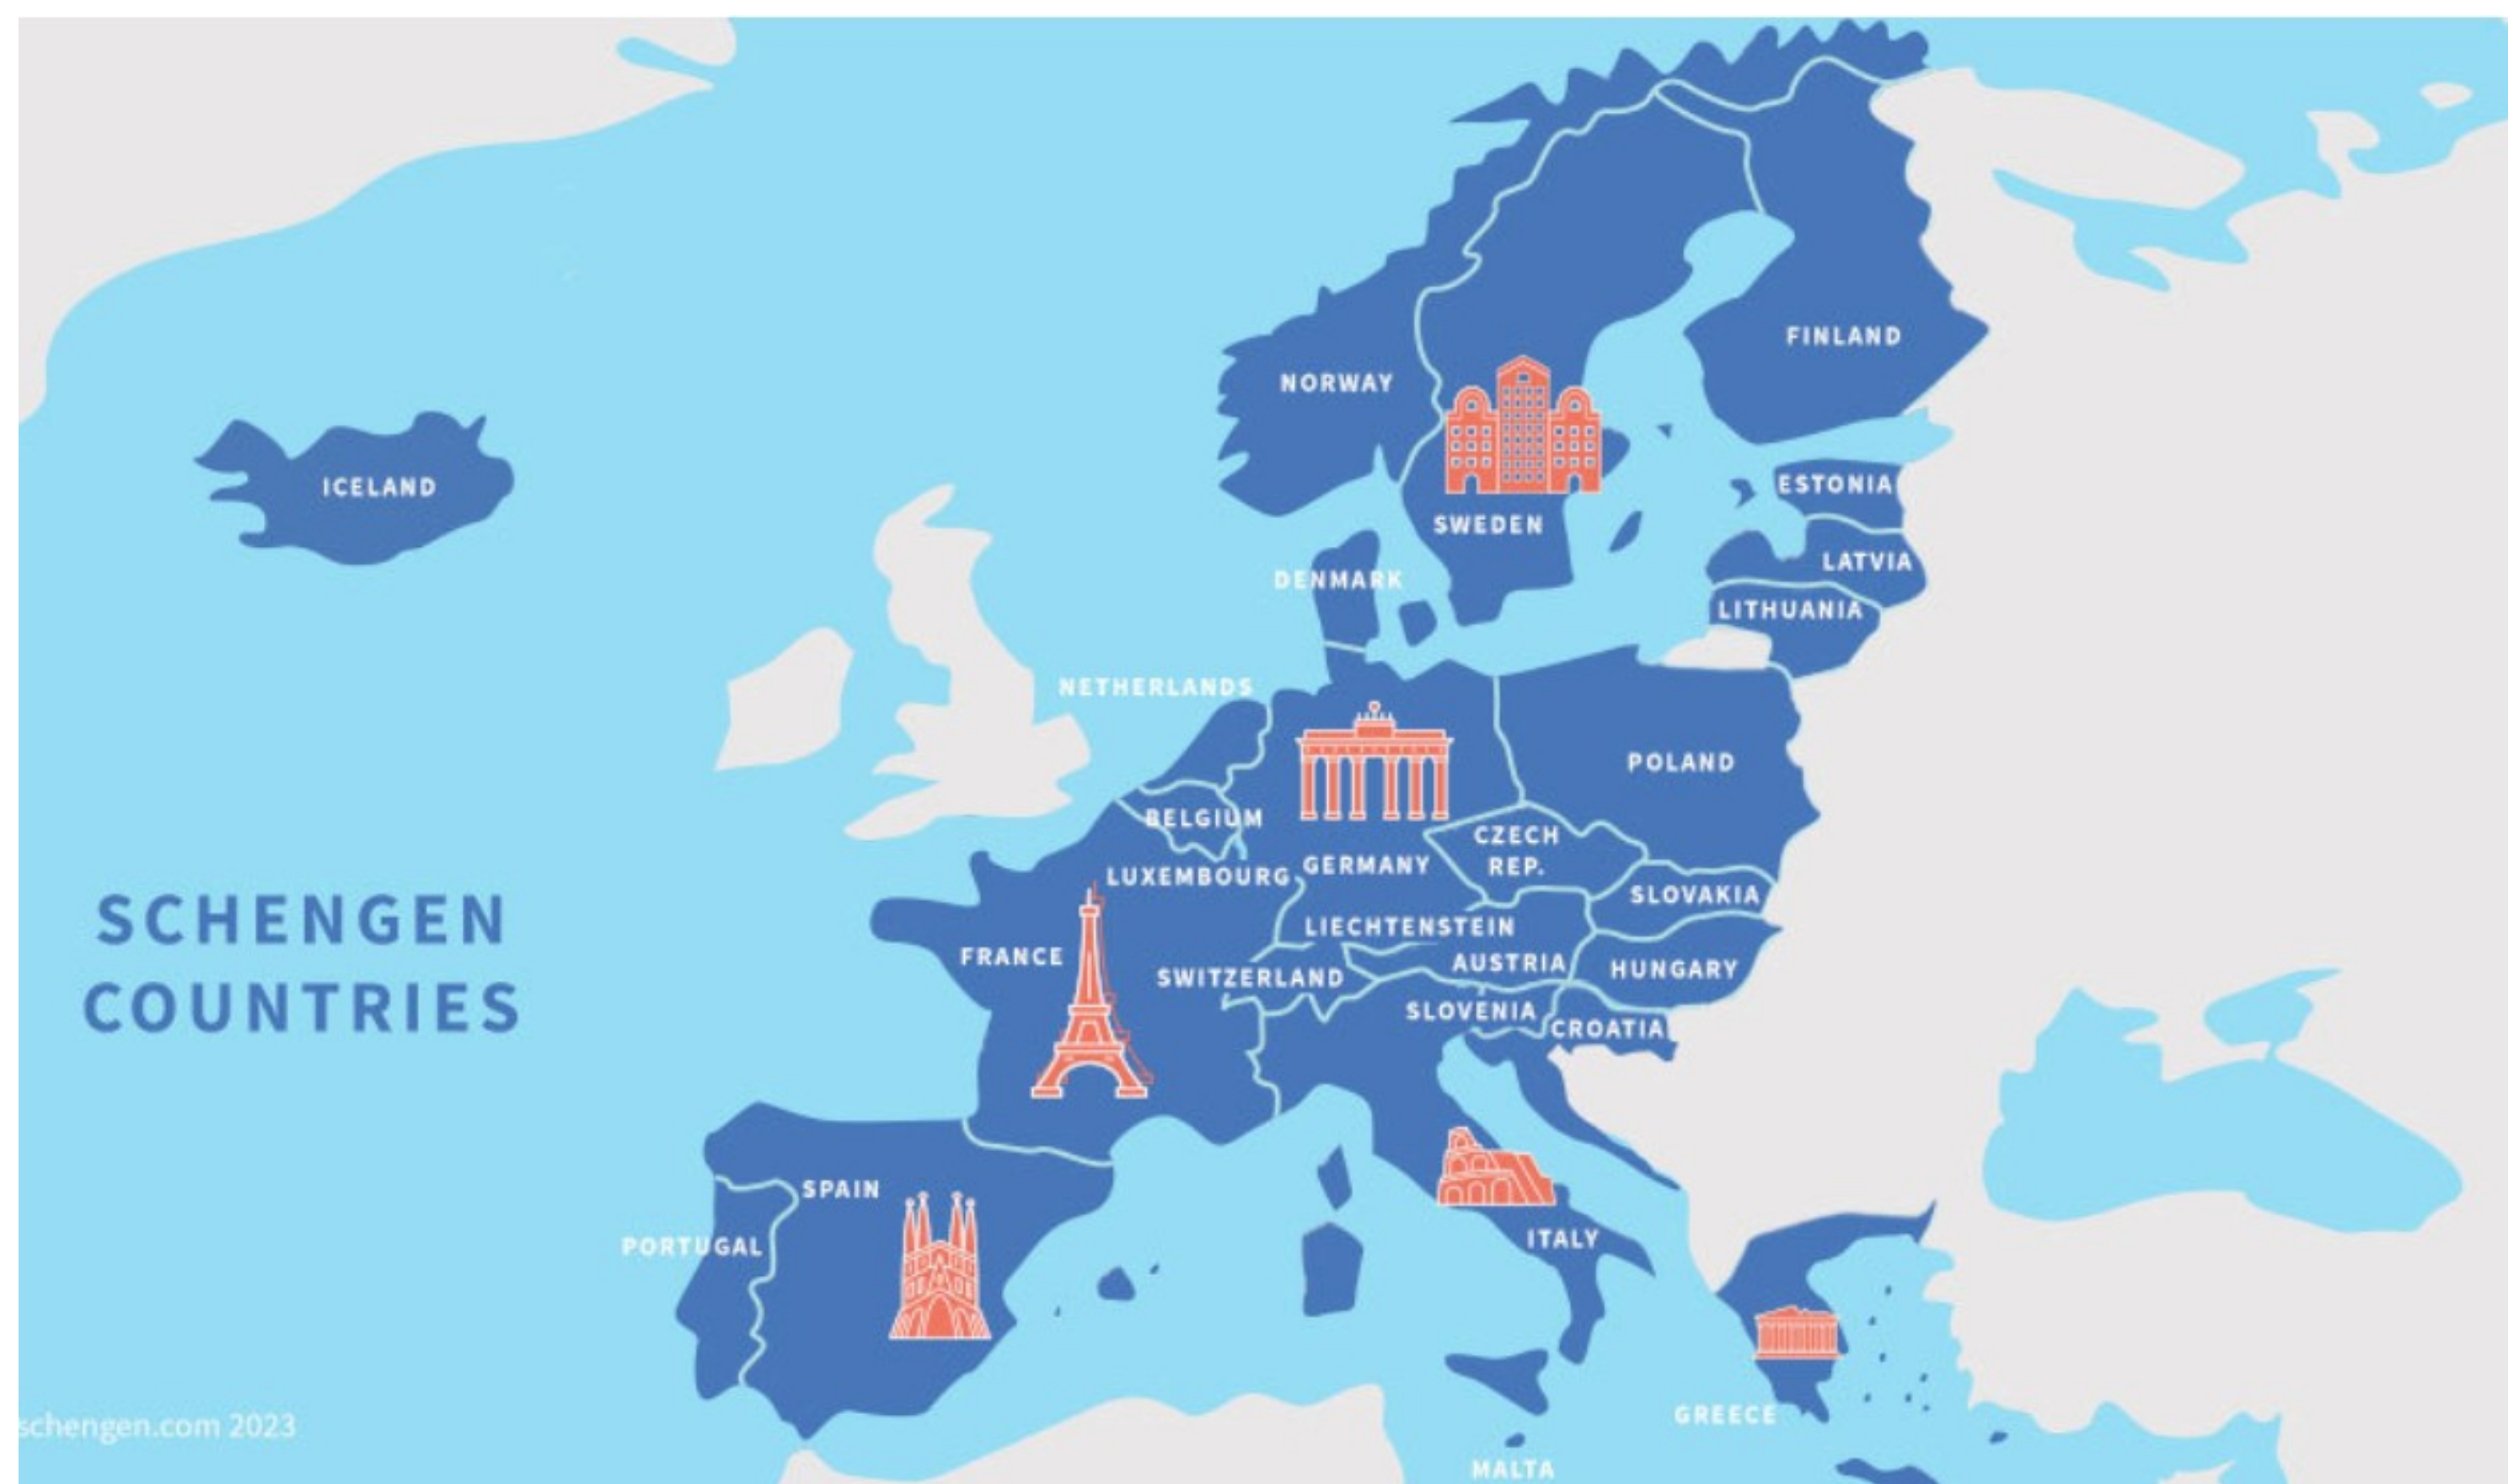 NORWAY
FINLAND
ICELAND
ESTONIA
SWEDEN
LATVIA
DENMARK
LITHUANIA
NETHERLANDS
POLAND
BELGIUM
CZECH
REP.
LUXEMBOURG
GERMANY
SLOVAKIA
SCHENGEN
COUNTRIES
LIECHTENSTEIN
FRANCE
AUSTRIA
HUNGARY
SWITZERLAND
SLOVENIA
CROATIA
SPAIN
PORTUGAL
ITALY
GREECE
schengen.com 2023
MALTA